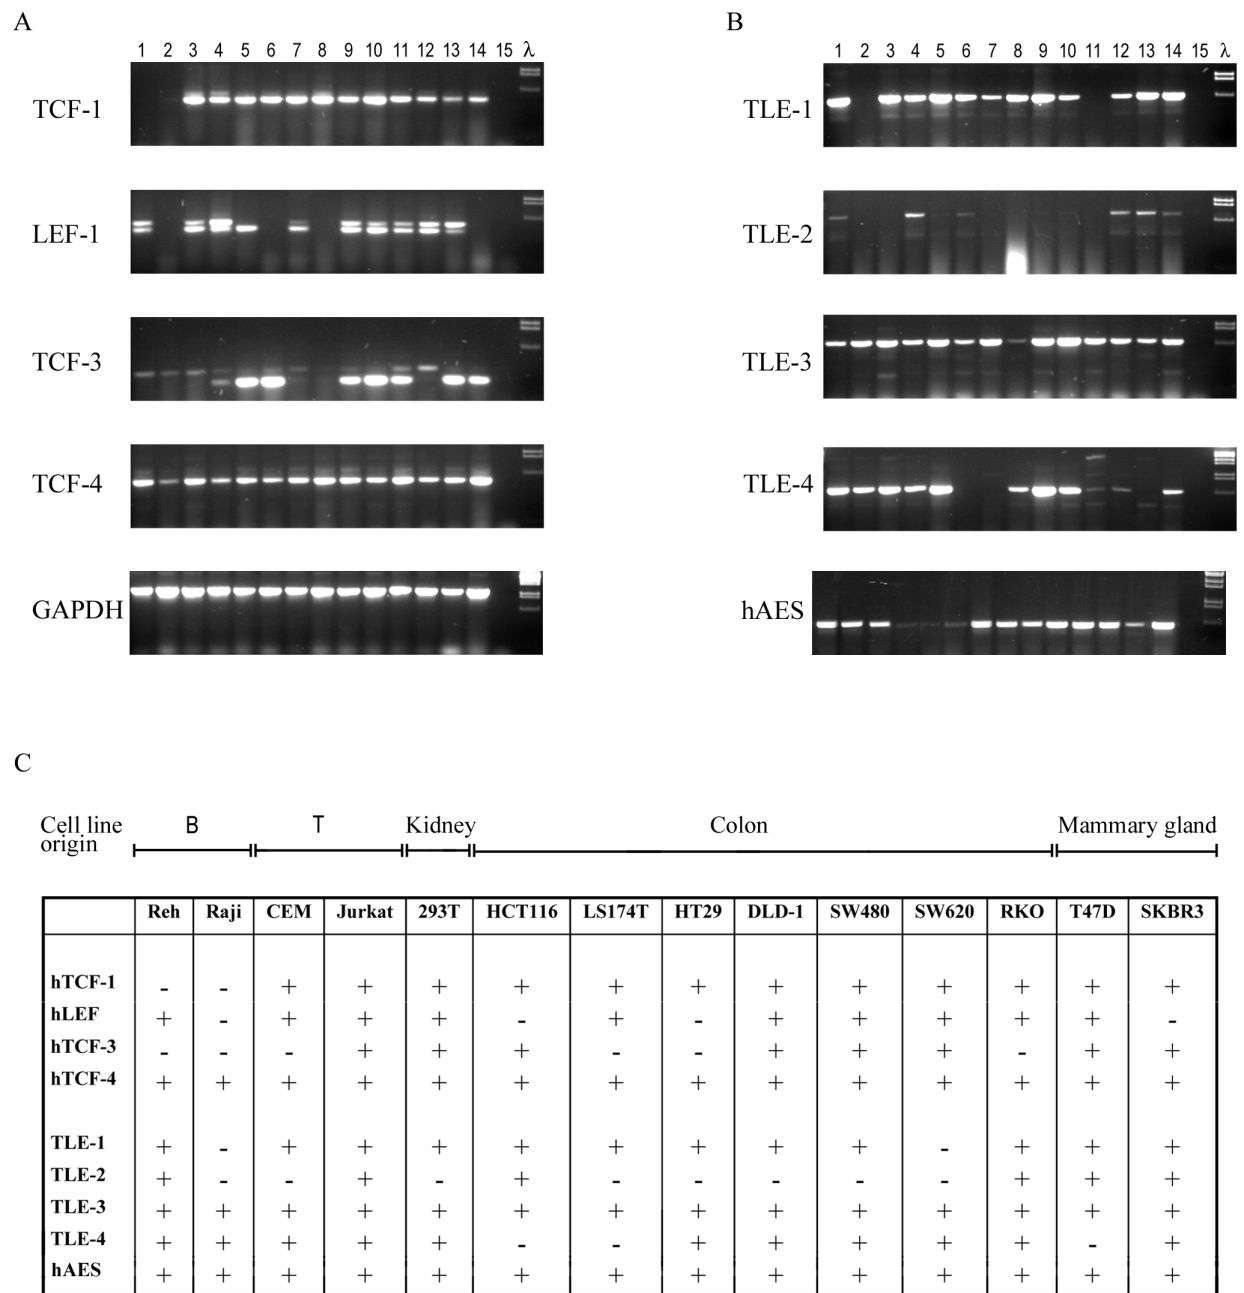 A
1 2 3 4 5 6 7 8 9 10 11 12 13 14 15 λ
TCF-1
LEF-1
TCF-3
TCF-4
GAPDH
B
1 2 3 4 5 6 7 8 9 10 11 12 13 14 15 λ
TLE-1
TLE-2
TLE-3
TLE-4
hAES
C
Cell line origin B T Kidney Colon Mammary gland
Reh Raji CEM Jurkat 293T HCT116 LS174T HT29 DLD-1 SW480 SW620 RKO T47D SKBR3
hTCF-1 - - + + + + + + + + + + + +
hLEF + - + + + - + - + + + + + -
hTCF-3 - - - + + + - - + + + - + +
hTCF-4 + + + + + + + + + + + + + +
TLE-1 + - + + + + + + + + - + + +
TLE-2 + - - + - + - - - - - + + +
TLE-3 + + + + + + + + + + + + + +
TLE-4 + + + + + - - + + + + + - +
hAES + + + + + + + + + + + + + +